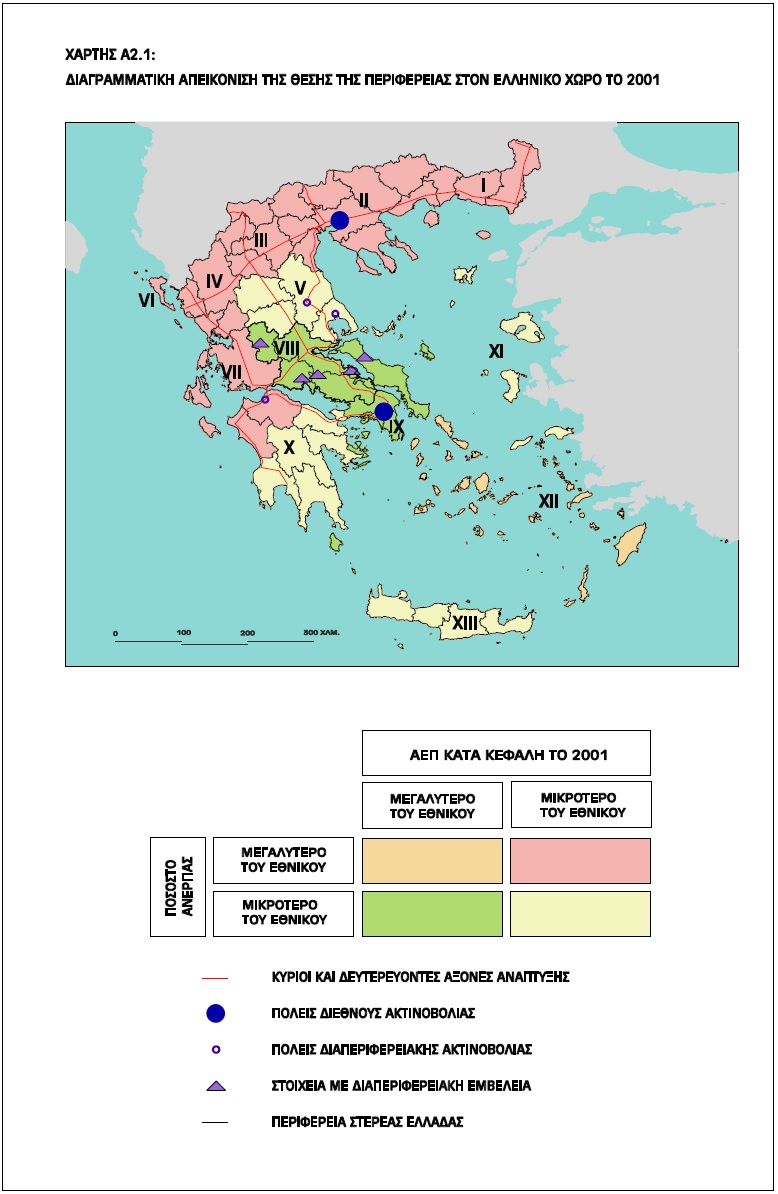 ΧΑΡΤΗΣ Α2.1:
ΔΙΑΓΡΑΜΜΑΤΙΚΗ ΑΠΕΙΚΟΝΙΣΗ ΤΗΣ ΘΕΣΗΣ ΤΗΣ ΠΕΡΙΦΕΡΕΙΑΣ ΣΤΟΝ ΕΛΛΗΝΙΚΟ ΧΩΡΟ ΤΟ 2001
I
II
III
IV
V
VI
VII
VIII
IX
X
XI
XII
XIII
0 100 200 300 ΧΛΜ.
ΑΕΠ ΚΑΤΑ ΚΕΦΑΛΗ ΤΟ 2001
ΜΕΓΑΛΥΤΕΡΟ
ΤΟΥ ΕΘΝΙΚΟΥ
ΜΙΚΡΟΤΕΡΟ
ΤΟΥ ΕΘΝΙΚΟΥ
ΠΟΣΟΣΤΟ
ΑΝΕΡΓΙΑΣ
ΜΕΓΑΛΥΤΕΡΟ
ΤΟΥ ΕΘΝΙΚΟΥ
ΜΙΚΡΟΤΕΡΟ
ΤΟΥ ΕΘΝΙΚΟΥ
ΚΥΡΙΟΙ ΚΑΙ ΔΕΥΤΕΡΕΥΟΝΤΕΣ ΑΞΟΝΕΣ ΑΝΑΠΤΥΞΗΣ
ΠΟΛΕΙΣ ΔΙΕΘΝΟΥΣ ΑΚΤΙΝΟΒΟΛΙΑΣ
ΠΟΛΕΙΣ ΔΙΑΠΕΡΙΦΕΡΕΙΑΚΗΣ ΑΚΤΙΝΟΒΟΛΙΑΣ
ΣΤΟΙΧΕΙΑ ΜΕ ΔΙΑΠΕΡΙΦΕΡΕΙΑΚΗ ΕΜΒΕΛΕΙΑ
ΠΕΡΙΦΕΡΕΙΑ ΣΤΕΡΕΑΣ ΕΛΛΑΔΑΣ